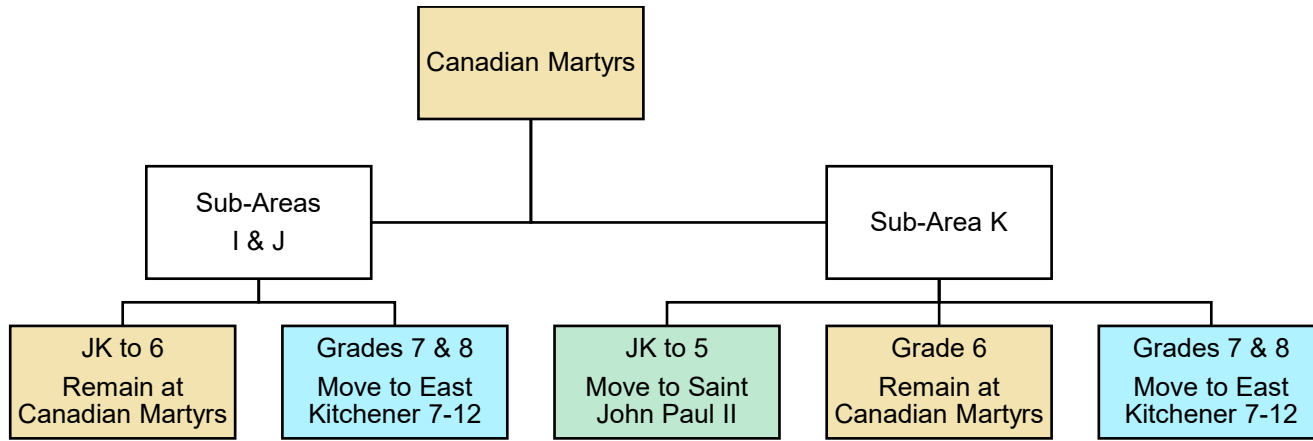 Canadian Martyrs
Sub-Areas
I & J
Sub-Area K
JK to 6
Remain at
Canadian Martyrs
Grades 7 & 8
Move to East
Kitchener 7-12
JK to 5
Move to Saint
John Paul II
Grade 6
Remain at
Canadian Martyrs
Grades 7 & 8
Move to East
Kitchener 7-12